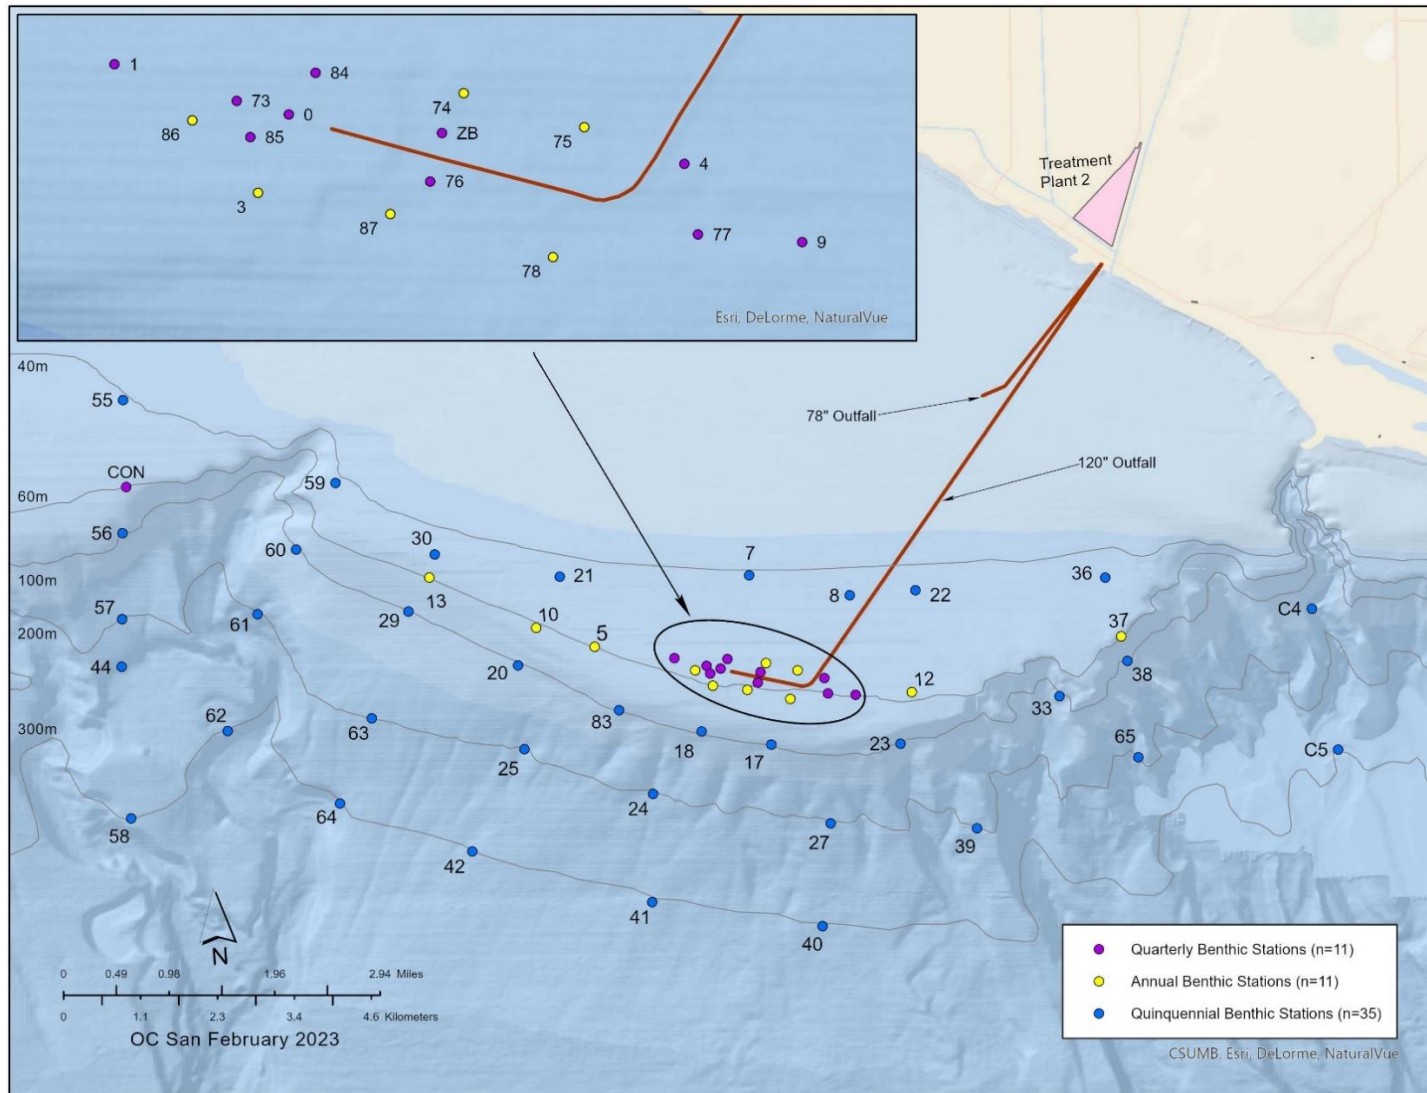 1
84
73
0
74
86
85
ZB
75
76
4
3
87
77
9
78
Esri, DeLorme, NaturalVue
Treatment
Plant 2
40m
55
78" Outfall
CON
59
120" Outfall
60m
56
60
30
7
21
36
100m
8
22
13
57
61
29
10
C4
200m
5
37
44
20
12
38
62
83
33
300m
63
18
17
23
65
C5
25
24
58
64
27
39
42
41
40
N
0 0.49 0.98 1.96 2.94 Miles
0 1.1 2.3 3.4 4.6 Kilometers
OC San February 2023
Quarterly Benthic Stations (n=11)
Annual Benthic Stations (n=11)
Quinquennial Benthic Stations (n=35)
CSUMB, Esri, DeLorme, NaturalVue